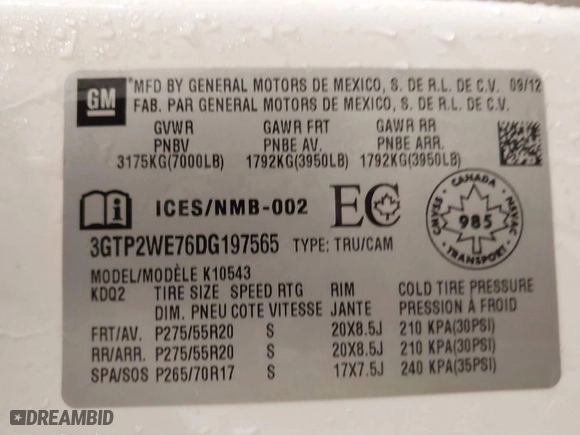 GM
*MFD BY GENERAL MOTORS DE MEXICO, S. DE R.L. DE C.V. 09/12
FAB. PAR GENERAL MOTORS DE MEXICO, S. DE R.L. DE C.V.
GVWR GAWR FRT GAWR RR
PNBV PNBE AV. PNBE ARR.
3175KG(7000LB) 1792KG(3950LB) 1792KG(3950LB)
ICES/NMB-002 EC
CANADA
CMVSS NSVAC
985
TRANSPORT
3GTP2WE76DG197565 TYPE: TRU/CAM
MODEL/MODÈLE K10543
KDQ2 TIRE SIZE SPEED RTG RIM COLD TIRE PRESSURE
DIM. PNEU COTE VITESSE JANTE PRESSION À FROID
FRT/AV. P275/55R20 S 20X8.5J 210 KPA(30PSI)
RR/ARR. P275/55R20 S 20X8.5J 210 KPA(30PSI)
SPA/SOS P265/70R17 S 17X7.5J 240 KPA(35PSI)
DREAMBID